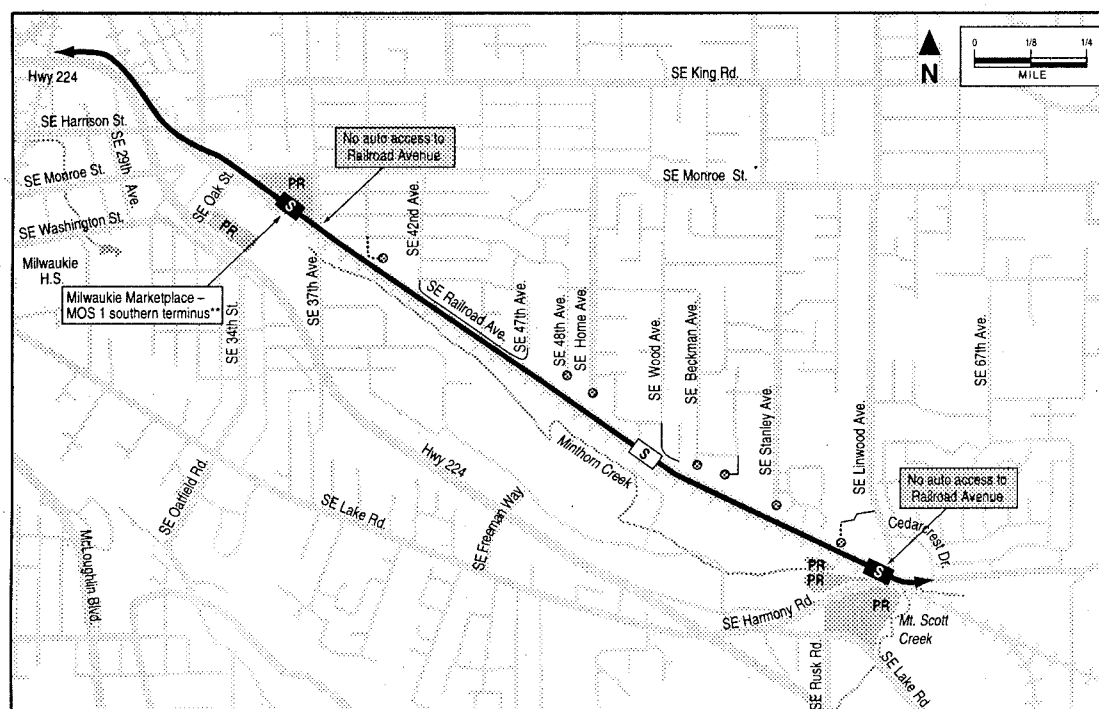 0 1/8 1/4
MILE
N
Hwy 224
SE King Rd.
SE Harrison St.
SE 29th Ave.
No auto access to
Railroad Avenue
SE Monroe St.
SE Monroe St.
PR
S
SE Oak St.
SE 42nd Ave.
SE Washington St.
PR
Milwaukie
H.S.
Milwaukie Marketplace –
MOS 1 southern terminus**
SE 34th St.
SE 37th Ave.
SE Railroad Ave.
SE 47th Ave.
SE 48th Ave.
SE Home Ave.
SE Wood Ave.
SE Beckman Ave.
SE Stanley Ave.
SE Linwood Ave.
SE 67th Ave.
S
Minthorn Creek
Hwy 224
SE Oatfield Rd.
SE Lake Rd.
SE Freeman Way
McLoughlin Blvd.
No auto access to
Railroad Avenue
Cedarcrest Dr.
S
PR
PR
PR
SE Harmony Rd.
Mt. Scott
Creek
SE Rusk Rd
SE Lake Rd.